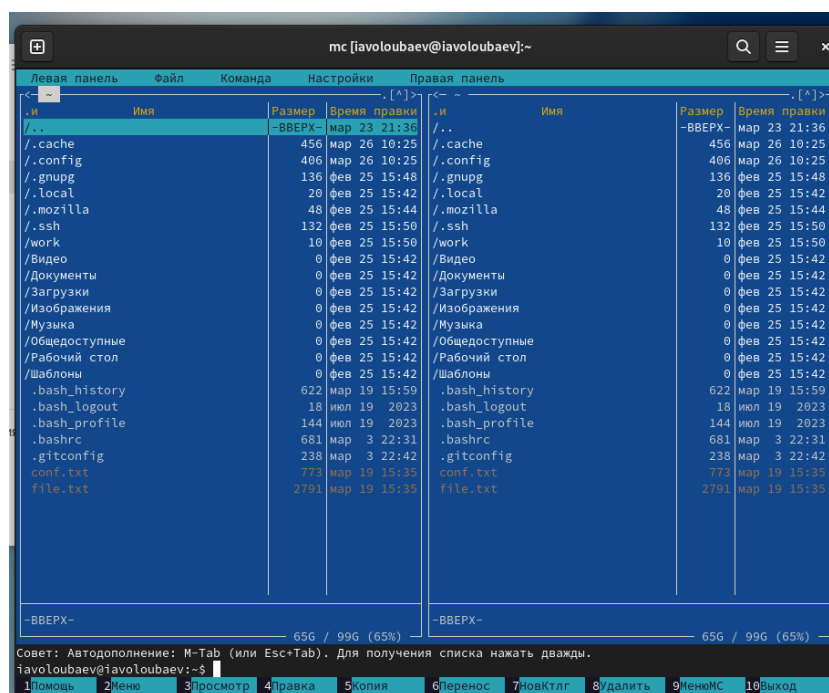 mc [iavoloubaev@iavoloubaev]:~
Левая панель Файл Команда Настройки Правая панель
<— ~ .[^]> <— ~ .[^]>
.и Имя Размер Время правки .и Имя Размер Время правки
/.. -ВВЕРХ- мар 23 21:36 /.. -ВВЕРХ- мар 23 21:36
/.cache 456 мар 26 10:25 /.cache 456 мар 26 10:25
/.config 406 мар 26 10:25 /.config 406 мар 26 10:25
/.gnupg 136 фев 25 15:48 /.gnupg 136 фев 25 15:48
/.local 20 фев 25 15:42 /.local 20 фев 25 15:42
/.mozilla 48 фев 25 15:44 /.mozilla 48 фев 25 15:44
/.ssh 132 фев 25 15:50 /.ssh 132 фев 25 15:50
/work 10 фев 25 15:50 /work 10 фев 25 15:50
/Видео 0 фев 25 15:42 /Видео 0 фев 25 15:42
/Документы 0 фев 25 15:42 /Документы 0 фев 25 15:42
/Загрузки 0 фев 25 15:42 /Загрузки 0 фев 25 15:42
/Изображения 0 фев 25 15:42 /Изображения 0 фев 25 15:42
/Музыка 0 фев 25 15:42 /Музыка 0 фев 25 15:42
/Общедоступные 0 фев 25 15:42 /Общедоступные 0 фев 25 15:42
/Рабочий стол 0 фев 25 15:42 /Рабочий стол 0 фев 25 15:42
/Шаблоны 0 фев 25 15:42 /Шаблоны 0 фев 25 15:42
.bash_history 622 мар 19 15:59 .bash_history 622 мар 19 15:59
.bash_logout 18 июл 19 2023 .bash_logout 18 июл 19 2023
.bash_profile 144 июл 19 2023 .bash_profile 144 июл 19 2023
.bashrc 681 мар 3 22:31 .bashrc 681 мар 3 22:31
.gitconfig 238 мар 3 22:42 .gitconfig 238 мар 3 22:42
conf.txt 773 мар 19 15:35 conf.txt 773 мар 19 15:35
file.txt 2791 мар 19 15:35 file.txt 2791 мар 19 15:35
-ВВЕРХ- -ВВЕРХ-
65G / 99G (65%) 65G / 99G (65%)
Совет: Автодополнение: M-Tab (или Esc+Tab). Для получения списка нажать дважды.
iavoloubaev@iavoloubaev:~$
1Помощь 2Меню 3Просмотр 4Правка 5Копия 6Перенос 7НовКтлг 8Удалить 9МенюМС 10Выход